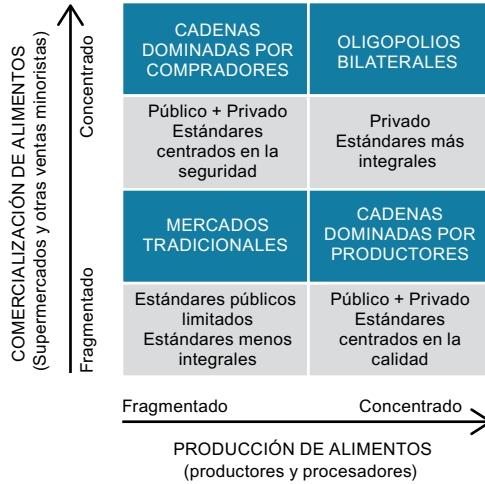 COMERCIALIZACIÓN DE ALIMENTOS
(Supermercados y otras ventas minoristas)
Concentrado
Fragmentado
CADENAS
DOMINADAS POR
COMPRADORES
Público + Privado
Estándares
centrados en la
seguridad
OLIGOPOLIOS
BILATERALES
Privado
Estándares más
integrales
MERCADOS
TRADICIONALES
Estándares públicos
limitados
Estándares menos
integrales
CADENAS
DOMINADAS POR
PRODUCTORES
Público + Privado
Estándares
centrados en la
calidad
Fragmentado
Concentrado
PRODUCCIÓN DE ALIMENTOS
(productores y procesadores)